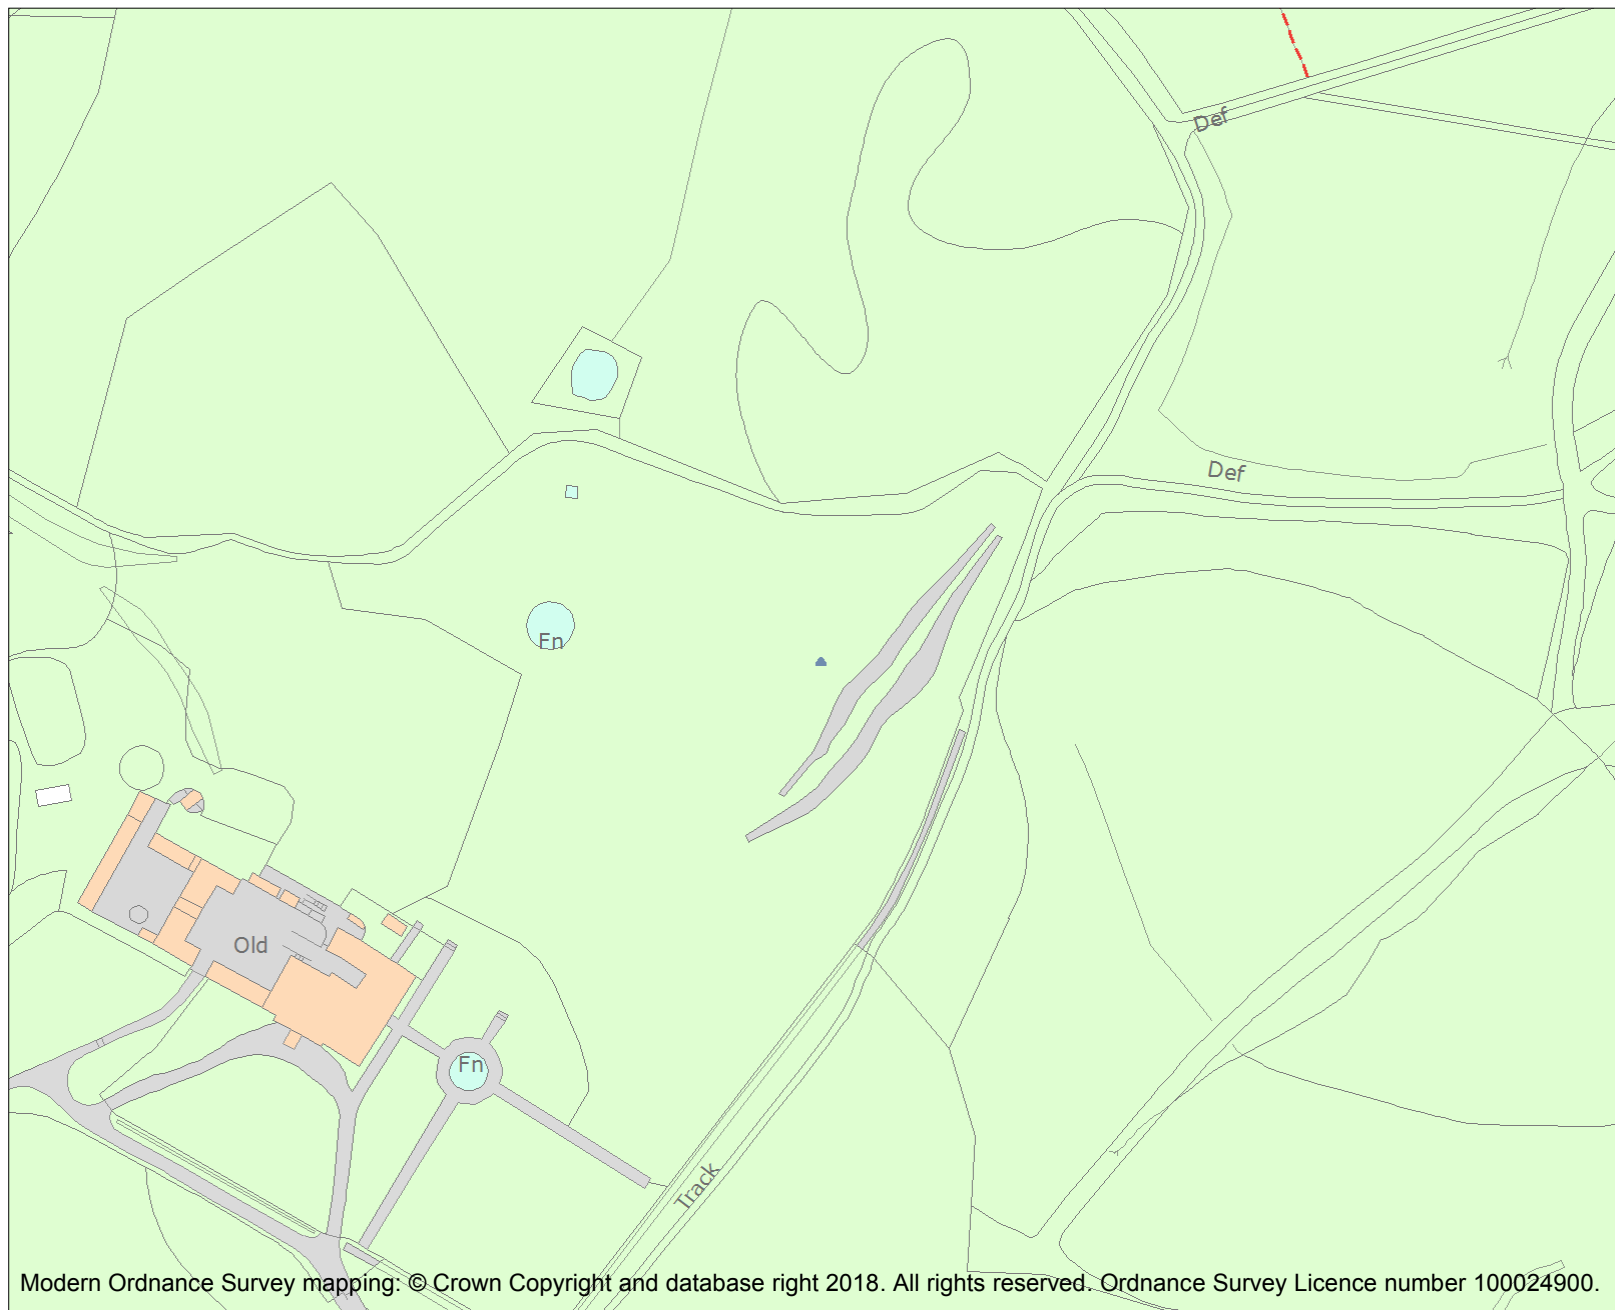 Def
Def
Fn
Old
Fn
Track
Modern Ordnance Survey mapping: © Crown Copyright and database right 2018. All rights reserved. Ordnance Survey Licence number 100024900.